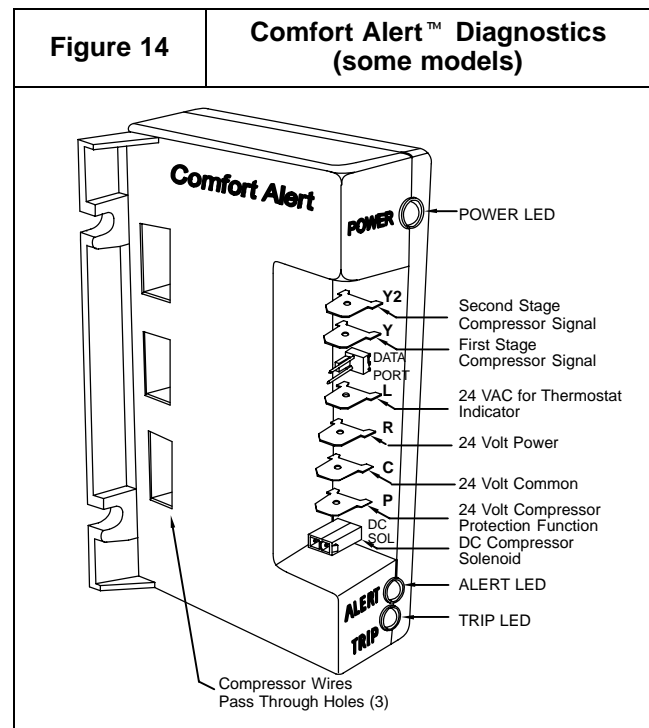 Figure 14
Comfort Alert™ Diagnostics
(some models)
Comfort Alert
POWER
POWER LED
Y2
Second Stage
Compressor Signal
Y
First Stage
Compressor Signal
DATA
PORT
L
24 VAC for Thermostat
Indicator
R
24 Volt Power
C
24 Volt Common
P
24 Volt Compressor
Protection Function
DC
SOL
DC Compressor
Solenoid
ALERT
ALERT LED
TRIP
TRIP LED
Compressor Wires
Pass Through Holes (3)